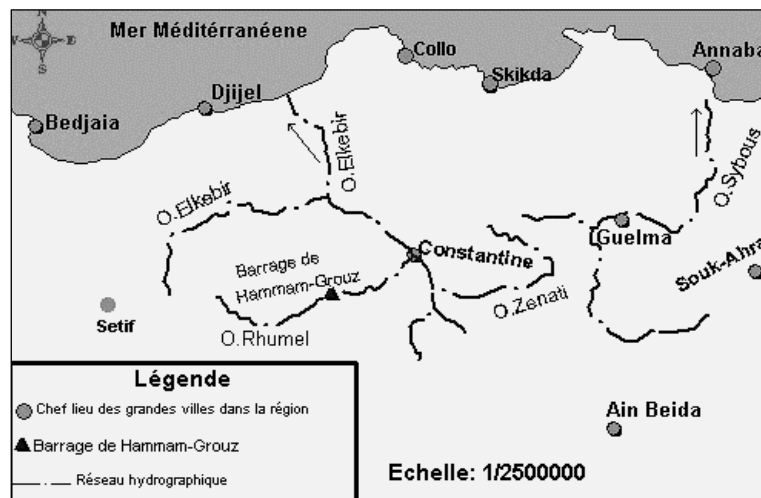 N
W E
S
Mer Méditérranéene
Collo
Skikda
Annaba
Djijel
Bedjaia
O.Elkebir
O.Elkebir
O.Sybous
Guelma
Constantine
Souk-Ahra
Barrage de
Hammam-Grouz
O.Zenati
Setif
O.Rhumel
Ain Beida
Légende
Chef lieu des grandes villes dans la région
Barrage de Hammam-Grouz
Réseau hydrographique
Echelle: 1/2500000